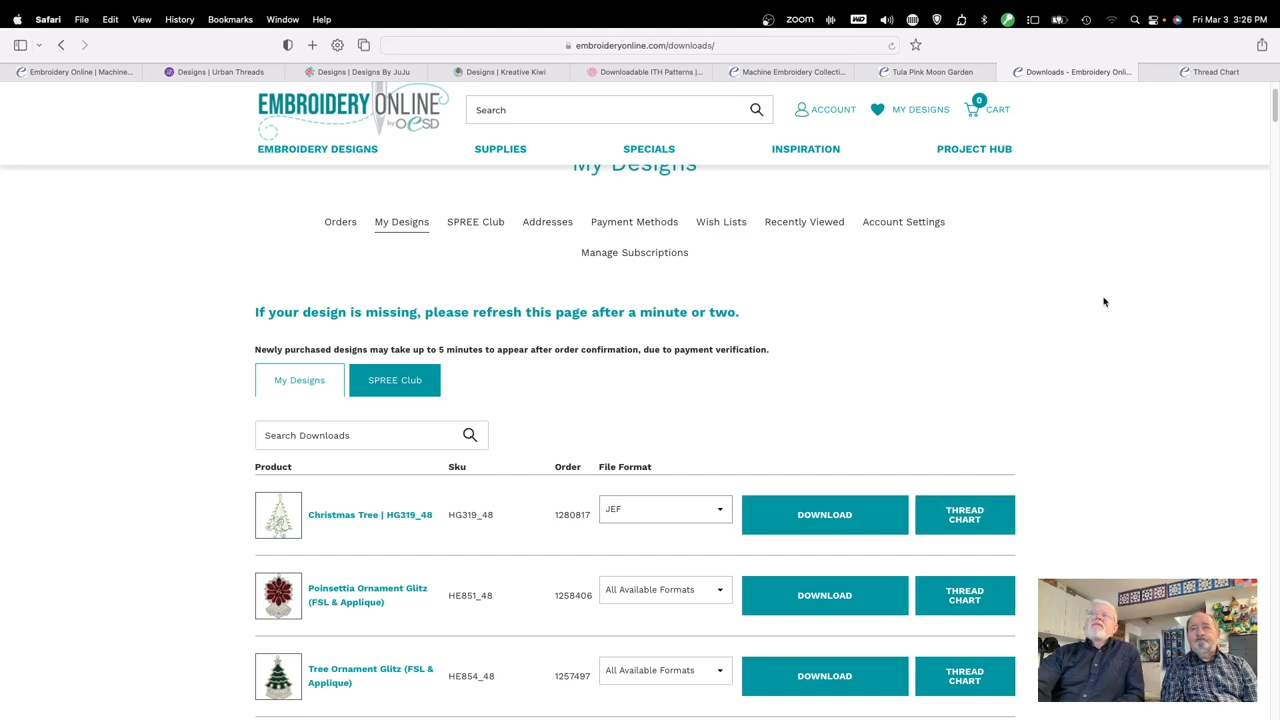 Safari File Edit View History Bookmarks Window Help
zoom WD Fri Mar 3 3:26 PM
embroideryonline.com/downloads/
Embroidery Online | Machine... Designs | Urban Threads Designs | Designs By JuJu Designs | Kreative Kiwi Downloadable ITH Patterns |... Machine Embroidery Collecti... Tula Pink Moon Garden Downloads - Embroidery Onli... Thread Chart
EMBROIDERY ONLINE
by OESD
Search
ACCOUNT MY DESIGNS 0 CART
EMBROIDERY DESIGNS SUPPLIES SPECIALS INSPIRATION PROJECT HUB
My Designs
Orders My Designs SPREE Club Addresses Payment Methods Wish Lists Recently Viewed Account Settings
Manage Subscriptions
If your design is missing, please refresh this page after a minute or two.
Newly purchased designs may take up to 5 minutes to appear after order confirmation, due to payment verification.
My Designs SPREE Club
Search Downloads
Product Sku Order File Format
Christmas Tree | HG319_48 HG319_48 1280817 JEF DOWNLOAD THREAD
CHART
Poinsettia Ornament Glitz HE851_48 1258406 All Available Formats DOWNLOAD THREAD
(FSL & Applique) CHART
Tree Ornament Glitz (FSL & HE854_48 1257497 All Available Formats DOWNLOAD THREAD
Applique) CHART